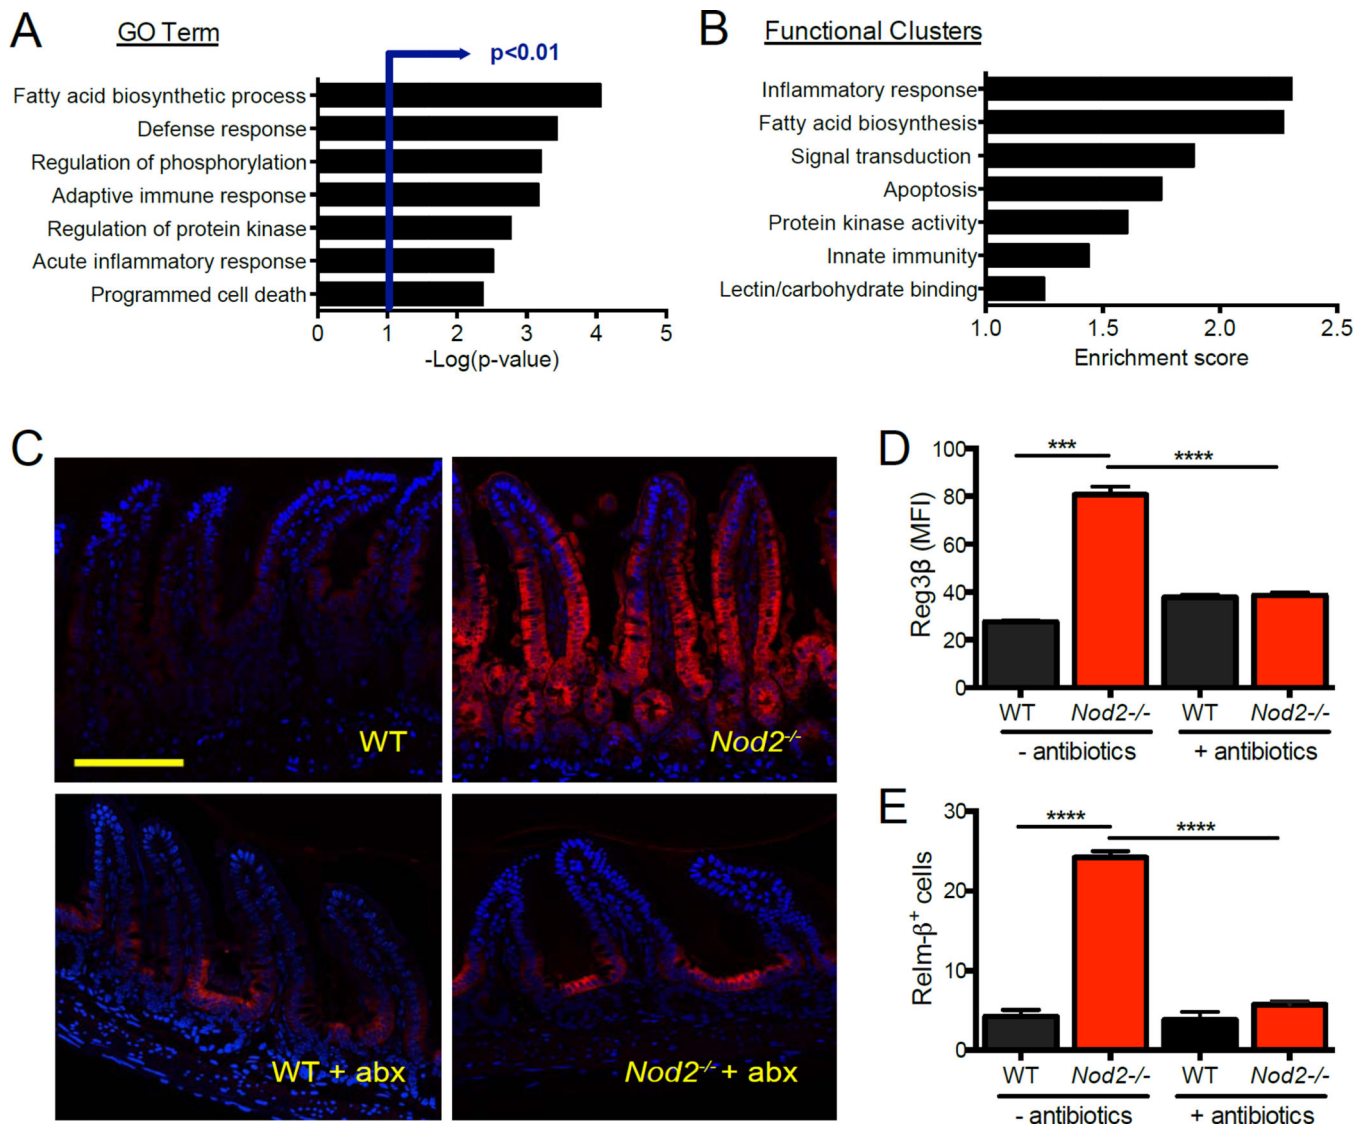 A
GO Term
p<0.01
Fatty acid biosynthetic process
Defense response
Regulation of phosphorylation
Adaptive immune response
Regulation of protein kinase
Acute inflammatory response
Programmed cell death
0 1 2 3 4 5
-Log(p-value)
B
Functional Clusters
Inflammatory response
Fatty acid biosynthesis
Signal transduction
Apoptosis
Protein kinase activity
Innate immunity
Lectin/carbohydrate binding
1.0 1.5 2.0 2.5
Enrichment score
C
WT
Nod2-/-
WT + abx
Nod2-/- + abx
D
Reg3β (MFI)
100
80
60
40
20
0
***
****
WT Nod2-/- WT Nod2-/-
- antibiotics + antibiotics
E
Relm-β+ cells
30
20
10
0
****
****
WT Nod2-/- WT Nod2-/-
- antibiotics + antibiotics